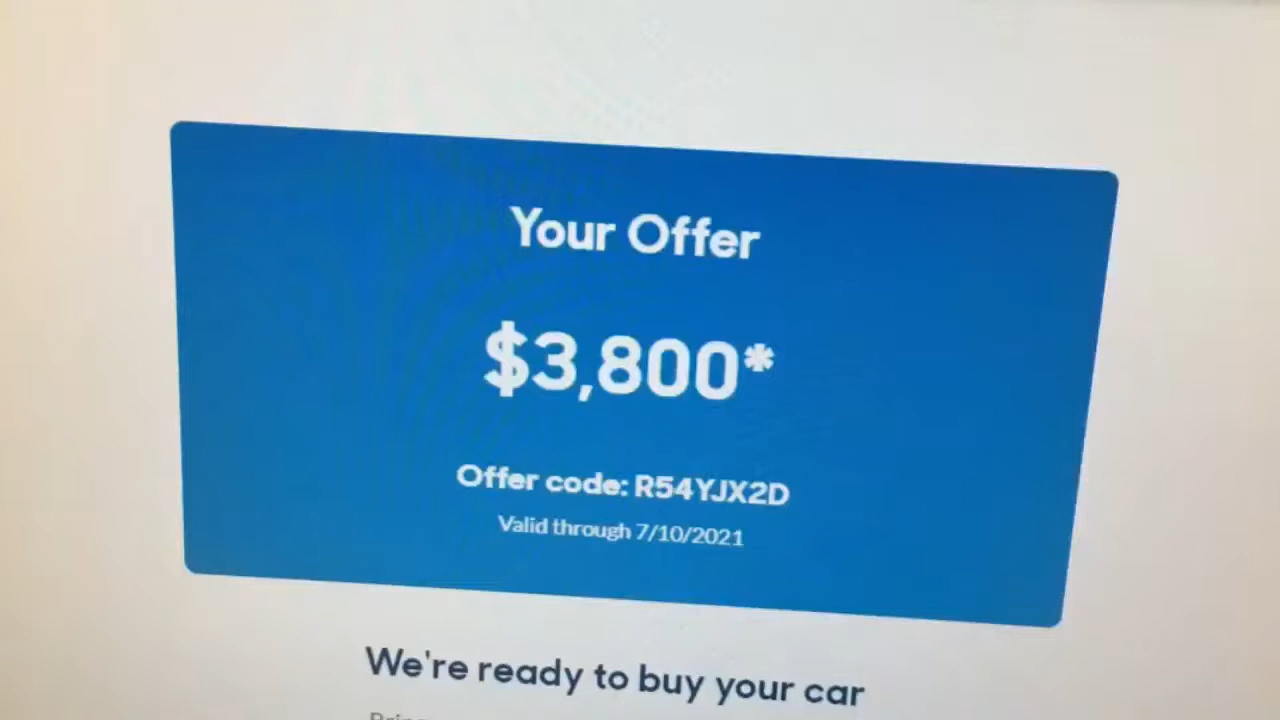 Your Offer
$3,800*
Offer code: R54YJX2D
Valid through 7/10/2021
We're ready to buy your car